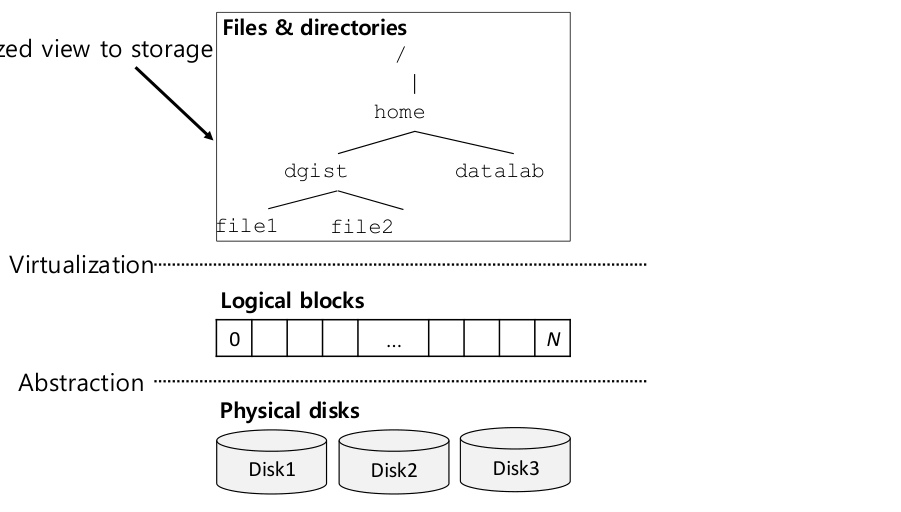 Files & directories
zed view to storage
/
home
dgist datalab
file1 file2
Virtualization
Logical blocks
0 ... N
Abstraction
Physical disks
Disk1 Disk2 Disk3